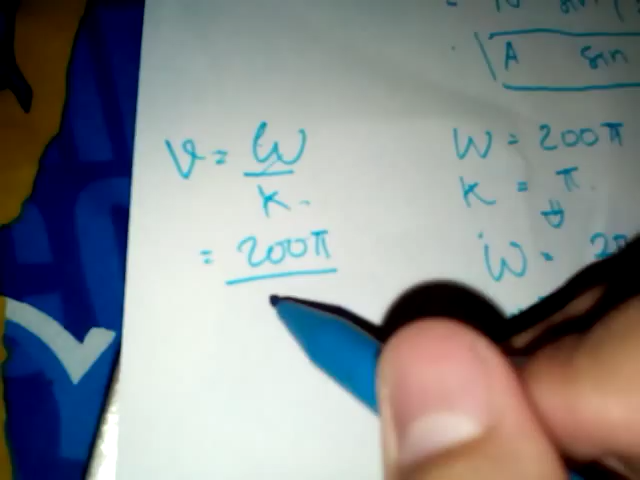 A sin
V = ω/k
ω = 200π
k = π
= 200π
ω =